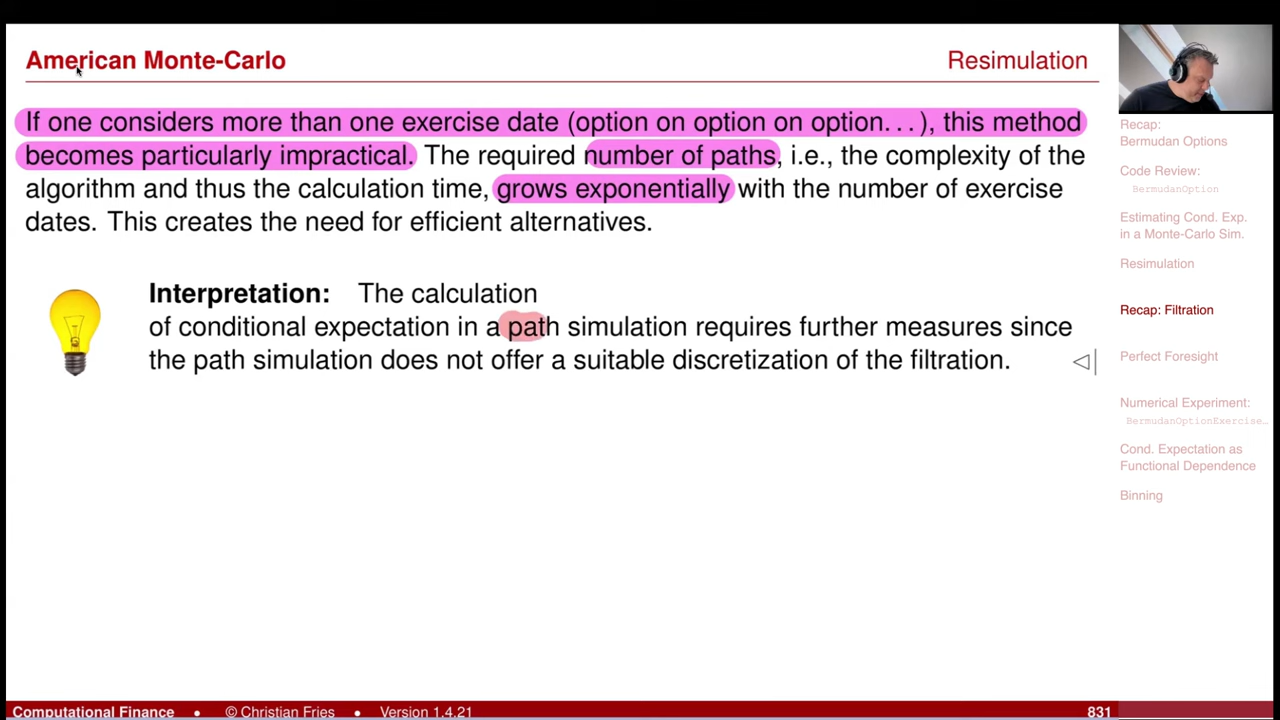 American Monte-Carlo
Resimulation
If one considers more than one exercise date (option on option on option. . . ), this method
becomes particularly impractical. The required number of paths, i.e., the complexity of the
algorithm and thus the calculation time, grows exponentially with the number of exercise
dates. This creates the need for efficient alternatives.
Interpretation: The calculation
of conditional expectation in a path simulation requires further measures since
the path simulation does not offer a suitable discretization of the filtration.
Recap:
Bermudan Options
Code Review:
BermudanOption
Estimating Cond. Exp.
in a Monte-Carlo Sim.
Resimulation
Recap: Filtration
Perfect Foresight
Numerical Experiment:
BermudanOptionExercise…
Cond. Expectation as
Functional Dependence
Binning
Computational Finance • © Christian Fries • Version 1.4.21
831